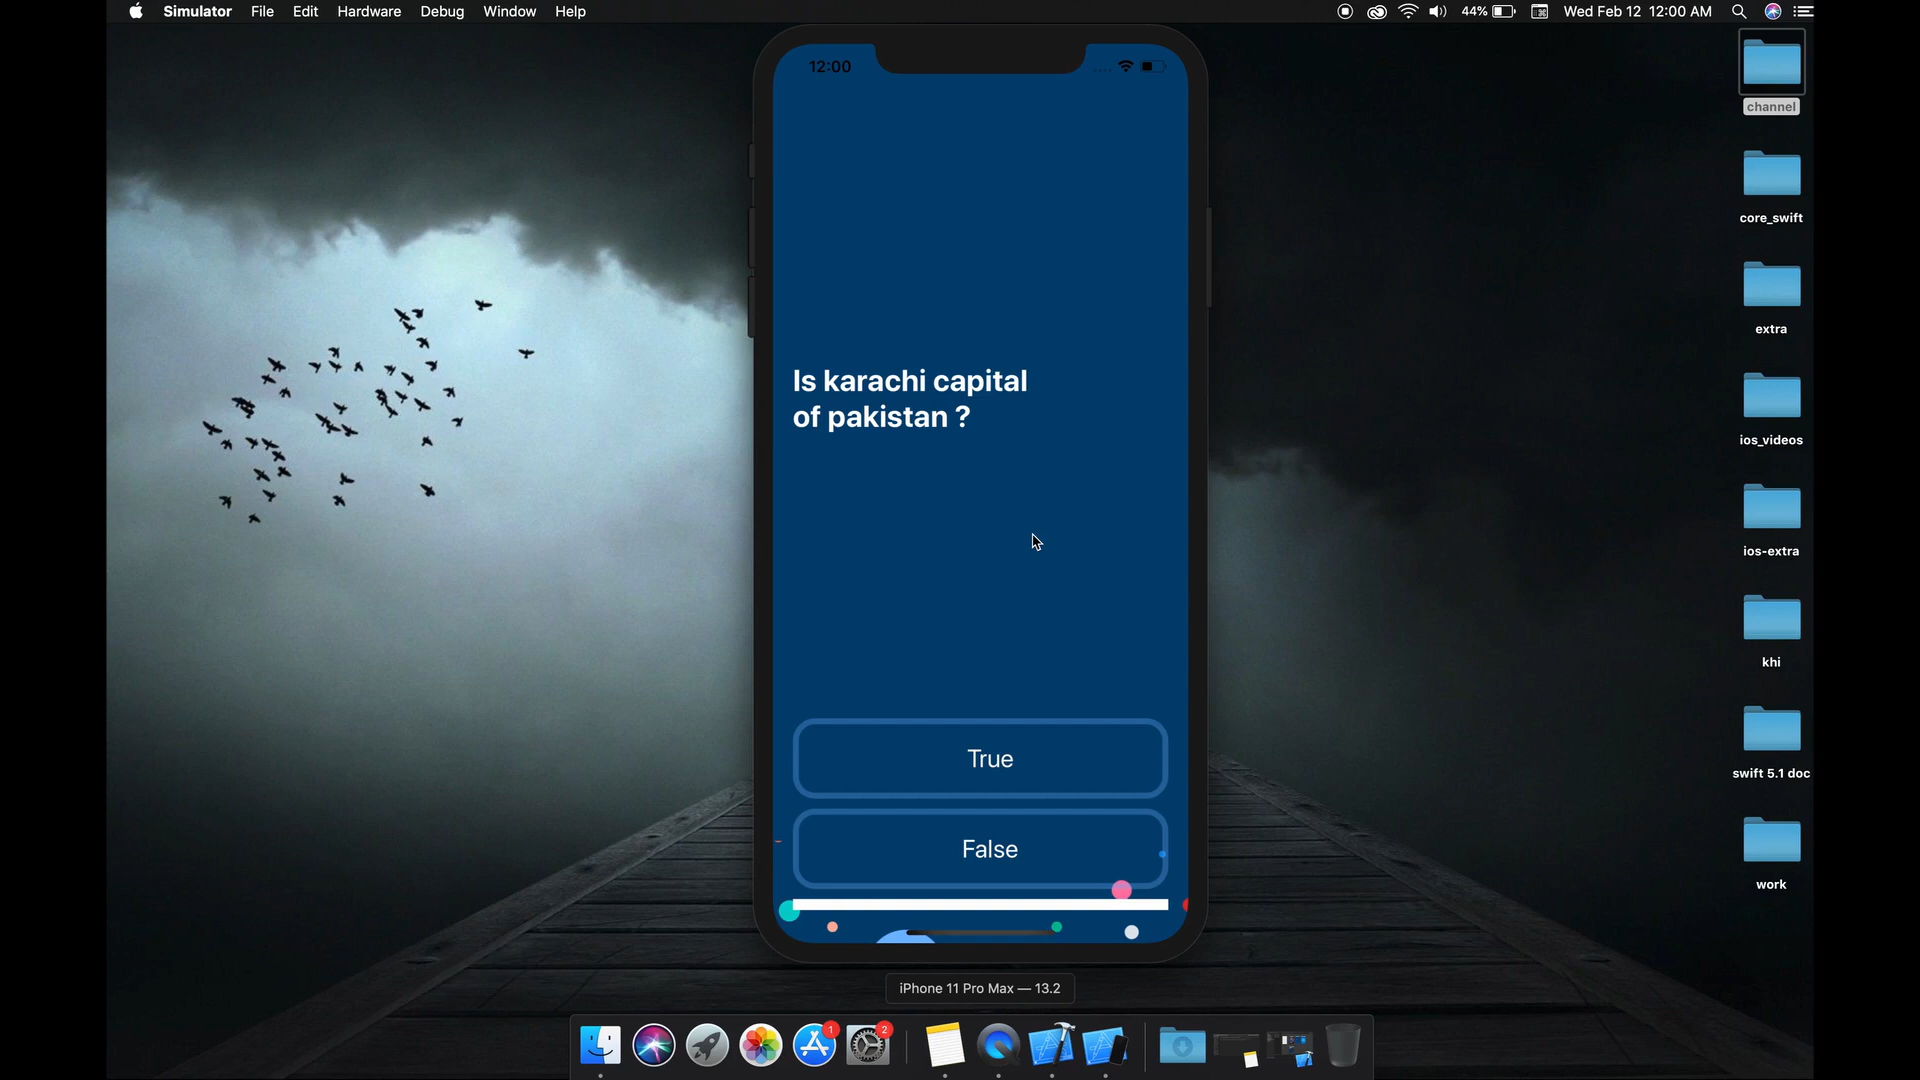 Simulator File Edit Hardware Debug Window Help 44% Wed Feb 12 12:00 AM
12:00
Is karachi capital
of pakistan ?
True
False
iPhone 11 Pro Max — 13.2
channel
core_swift
extra
ios_videos
ios-extra
khi
swift 5.1 doc
work
1
2